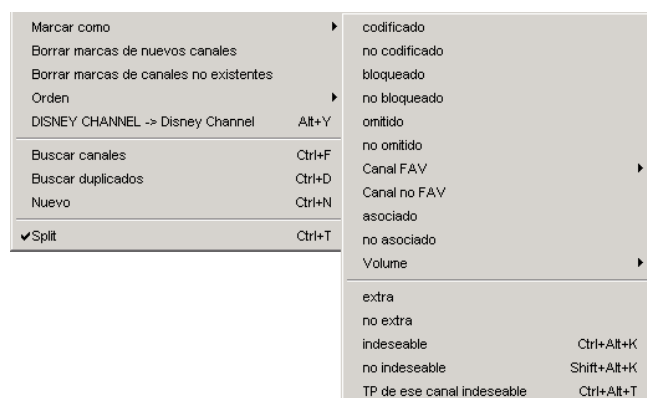 Marcar como
Borrar marcas de nuevos canales
Borrar marcas de canales no existentes
Orden
DISNEY CHANNEL -> Disney Channel Alt+Y
Buscar canales Ctrl+F
Buscar duplicados Ctrl+D
Nuevo Ctrl+N
Split Ctrl+T
codificado
no codificado
bloqueado
no bloqueado
omitido
no omitido
Canal FAV
Canal no FAV
asociado
no asociado
Volume
extra
no extra
indeseable Ctrl+Alt+K
no indeseable Shift+Alt+K
TP de ese canal indeseable Ctrl+Alt+T